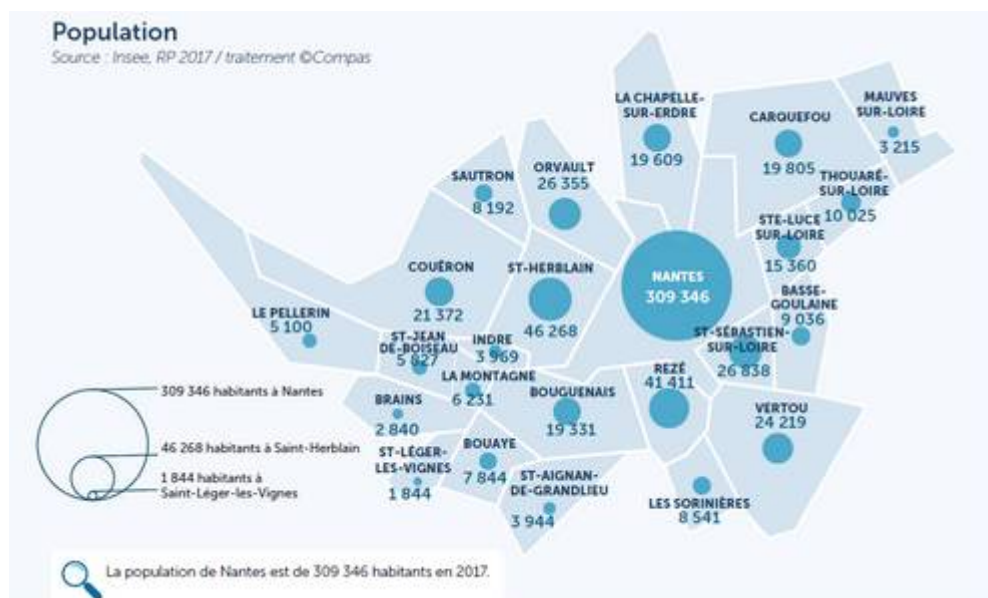 Population
Source : Insee, RP 2017 / traitement ©Compas
LA CHAPELLE-
SUR-ERDRE
19 609
CARQUEFOU
19 805
MAUVES
SUR-LOIRE
3 215
SAUTRON
8 192
ORVAULT
26 355
THOUARÉ-
SUR-LOIRE
10 025
STE-LUCE
SUR-LOIRE
15 360
COUËRON
21 372
ST-HERBLAIN
46 268
NANTES
309 346
BASSE-
GOULAINE
9 036
LE PELLERIN
5 100
ST-JEAN
DE-BOISEAU
5 827
INDRE
3 969
ST-SÉBASTIEN-
SUR-LOIRE
26 838
LA MONTAGNE
6 231
BOUGUENAIS
19 331
REZÉ
41 411
VERTOU
24 219
BRAINS
2 840
ST-LÉGER-
LES-VIGNES
1 844
BOUAYE
7 844
ST-AIGNAN-
DE-GRANDLIEU
3 944
LES SORINIÈRES
8 541
309 346 habitants à Nantes
46 268 habitants à Saint-Herblain
1 844 habitants à
Saint-Léger-les-Vignes
La population de Nantes est de 309 346 habitants en 2017.